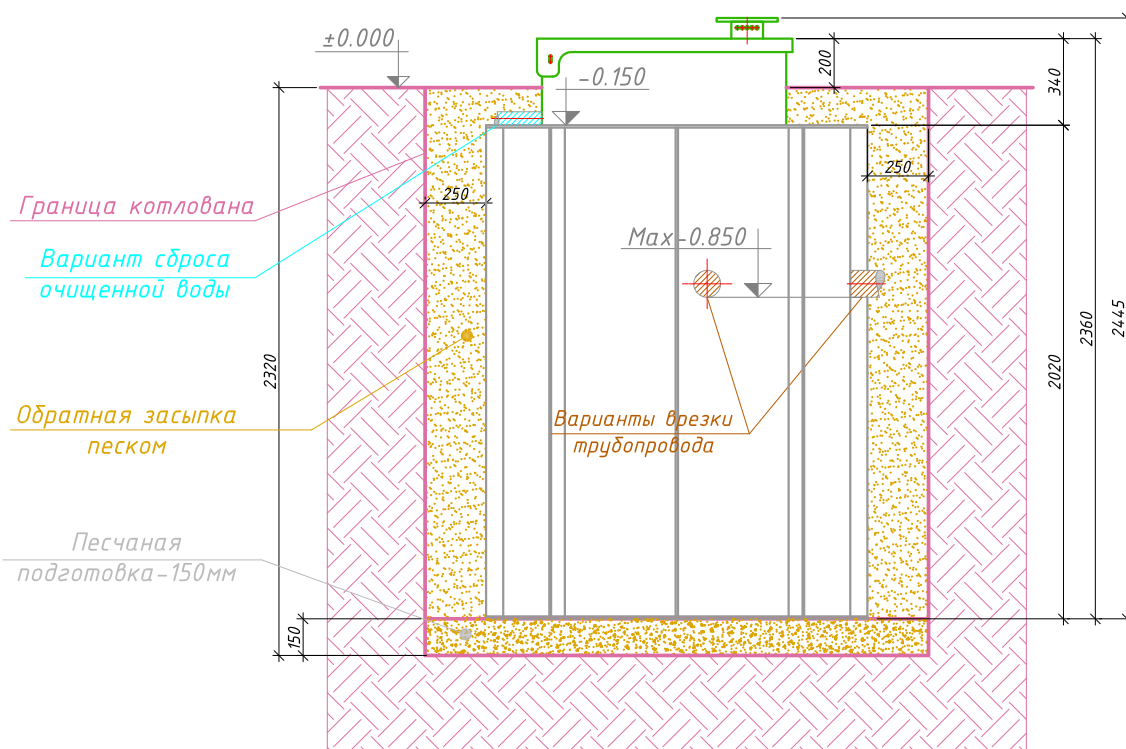 ±0.000
-0.150
200
340
250
250
Граница котлована
Max-0.850
Вариант сброса
очищенной воды
2445
2360
2320
2020
Обратная засыпка
песком
Варианты врезки
трубопровода
Песчаная
подготовка-150мм
150